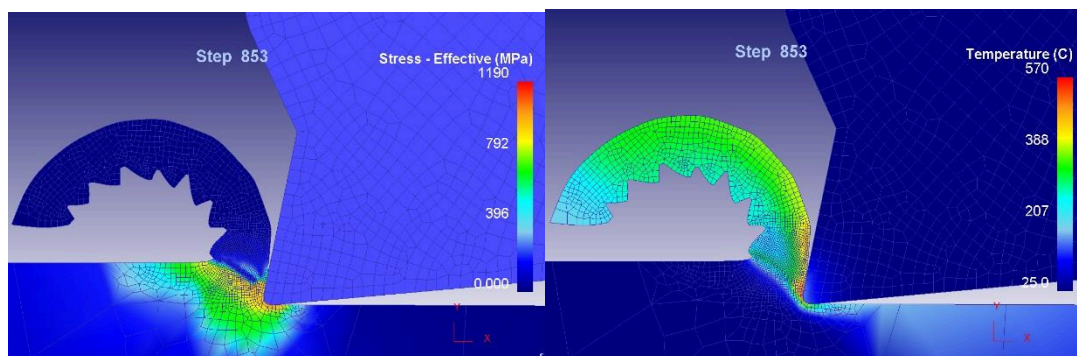 Step 853
Stress - Effective (MPa)
1190
792
396
0.000
Y
X
Step 853
Temperature (C)
570
388
207
25.0
Y
X